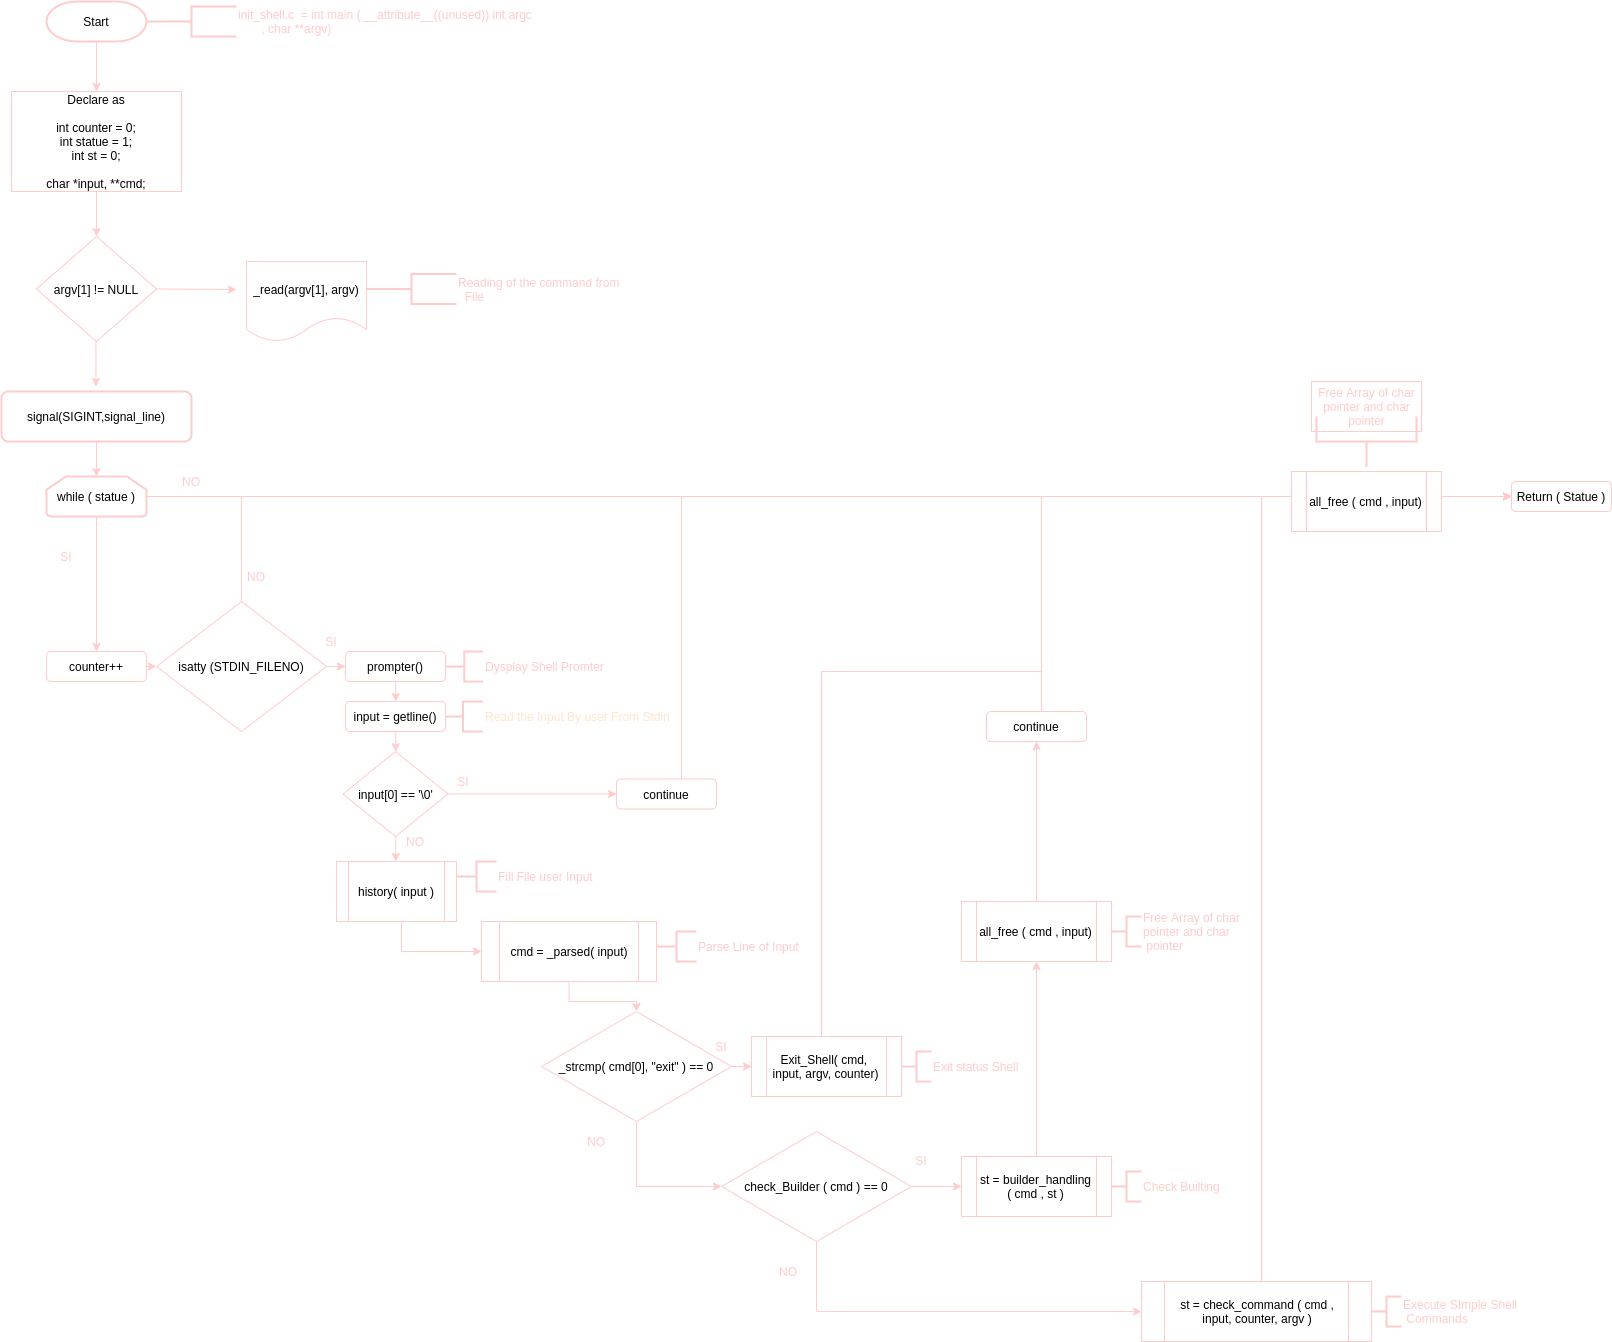 Start
init_shell.c  = int main ( __attribute__((unused)) int argc
, char **argv)
Declare as
int counter = 0;
int statue = 1;
int st = 0;
char *input, **cmd;
argv[1] != NULL
_read(argv[1], argv)
Reading of the command from
File
signal(SIGINT,signal_line)
while ( statue )
NO
Free Array of char
pointer and char
pointer
all_free ( cmd , input)
Return ( Statue )
SI
NO
counter++
isatty (STDIN_FILENO)
SI
prompter()
Dysplay Shell Promter
input = getline()
Read the Input By user From Stdin
input[0] == '\0'
SI
continue
continue
NO
history( input )
Fill File user Input
cmd = _parsed( input)
Parse Line of Input
all_free ( cmd , input)
Free Array of char
pointer and char
pointer
_strcmp( cmd[0], "exit" ) == 0
SI
Exit_Shell( cmd,
input, argv, counter)
Exit status Shell
NO
check_Builder ( cmd ) == 0
SI
st = builder_handling
( cmd , st )
Check Builting
NO
st = check_command ( cmd ,
input, counter, argv )
Execute SImple Shell
Commands